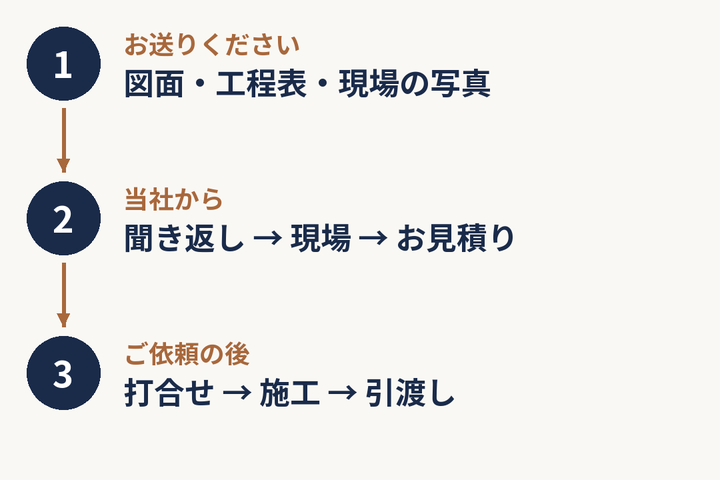 1
お送りください
図面・工程表・現場の写真
2
当社から
聞き返し → 現場 → お見積り
3
ご依頼の後
打合せ → 施工 → 引渡し